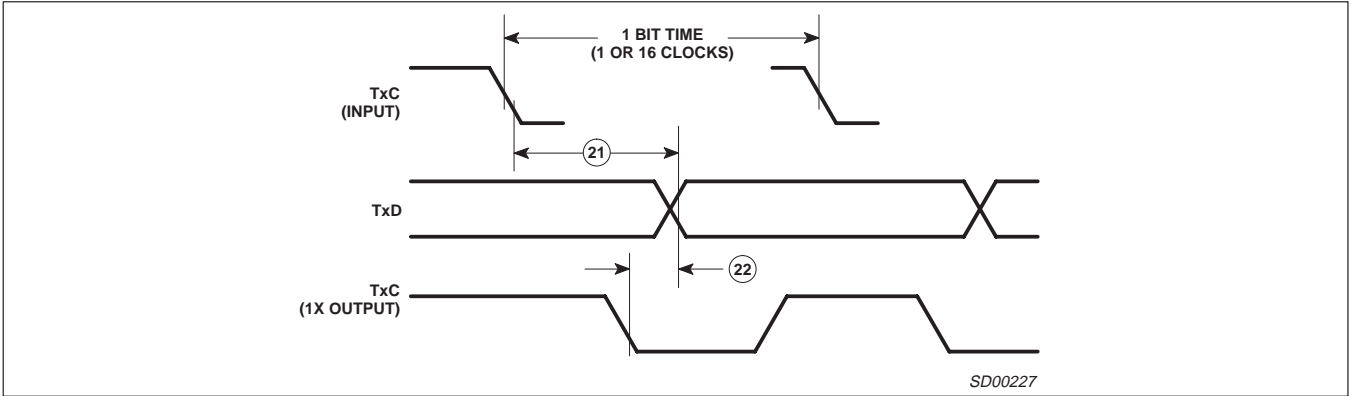 1 BIT TIME
(1 OR 16 CLOCKS)
TxC
(INPUT)
21
TxD
22
TxC
(1X OUTPUT)
SD00227